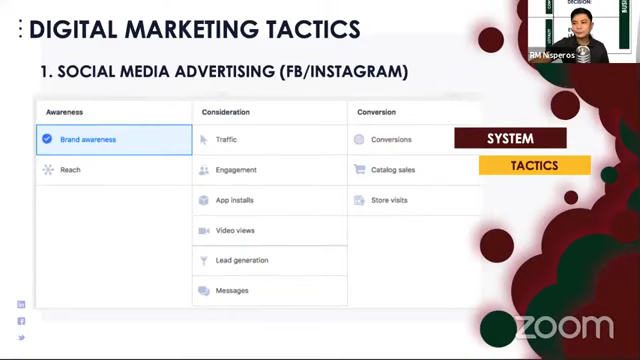 DIGITAL MARKETING TACTICS
1. SOCIAL MEDIA ADVERTISING (FB/INSTAGRAM)
Awareness
Brand awareness
Reach
Consideration
Traffic
Engagement
App installs
Video views
Lead generation
Messages
Conversion
Conversions
Catalog sales
Store visits
SYSTEM
TACTICS
DECISION:
RM Nisperos
zoom